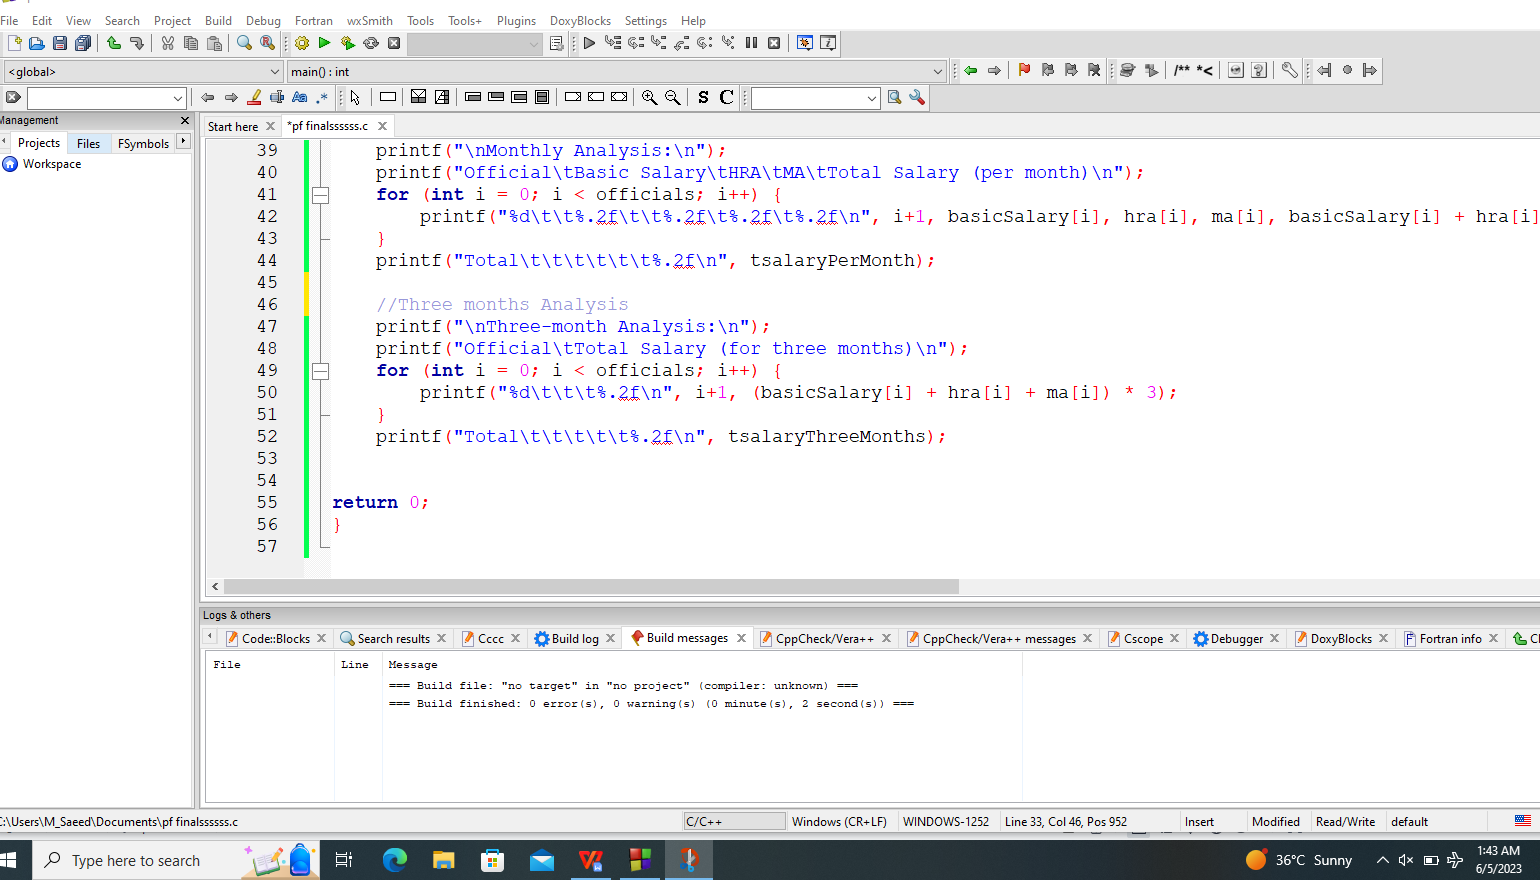 File Edit View Search Project Build Debug Fortran wxSmith Tools Tools+ Plugins DoxyBlocks Settings Help
<global> main() : int /** *<
Aa .* S C
Management
Start here *pf finalssssss.c
Projects Files FSymbols
Workspace
39 printf("\nMonthly Analysis:\n");
40 printf("Official\tBasic Salary\tHRA\tMA\tTotal Salary (per month)\n");
41 for (int i = 0; i < officials; i++) {
42 printf("%d\t\t%.2f\t\t%.2f\t%.2f\t%.2f\n", i+1, basicSalary[i], hra[i], ma[i], basicSalary[i] + hra[i]
43 }
44 printf("Total\t\t\t\t\t\t%.2f\n", tsalaryPerMonth);
45
46 //Three months Analysis
47 printf("\nThree-month Analysis:\n");
48 printf("Official\tTotal Salary (for three months)\n");
49 for (int i = 0; i < officials; i++) {
50 printf("%d\t\t\t%.2f\n", i+1, (basicSalary[i] + hra[i] + ma[i]) * 3);
51 }
52 printf("Total\t\t\t\t\t%.2f\n", tsalaryThreeMonths);
53
54
55 return 0;
56 }
57
Logs & others
Code::Blocks Search results Cccc Build log Build messages CppCheck/Vera++ CppCheck/Vera++ messages Cscope Debugger DoxyBlocks Fortran info
File Line Message
=== Build file: "no target" in "no project" (compiler: unknown) ===
=== Build finished: 0 error(s), 0 warning(s) (0 minute(s), 2 second(s)) ===
C:\Users\M_Saeed\Documents\pf finalssssss.c C/C++ Windows (CR+LF) WINDOWS-1252 Line 33, Col 46, Pos 952 Insert Modified Read/Write default
Type here to search 36°C Sunny 1:43 AM
6/5/2023